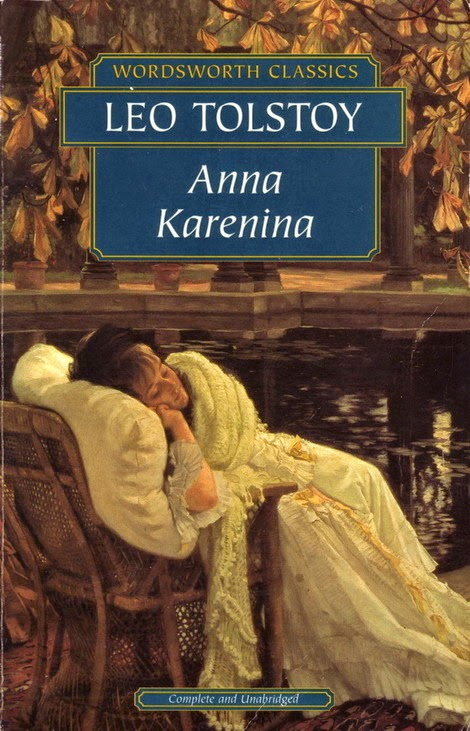 WORDSWORTH CLASSICS
LEO TOLSTOY
Anna
Karenina
Complete and Unabridged